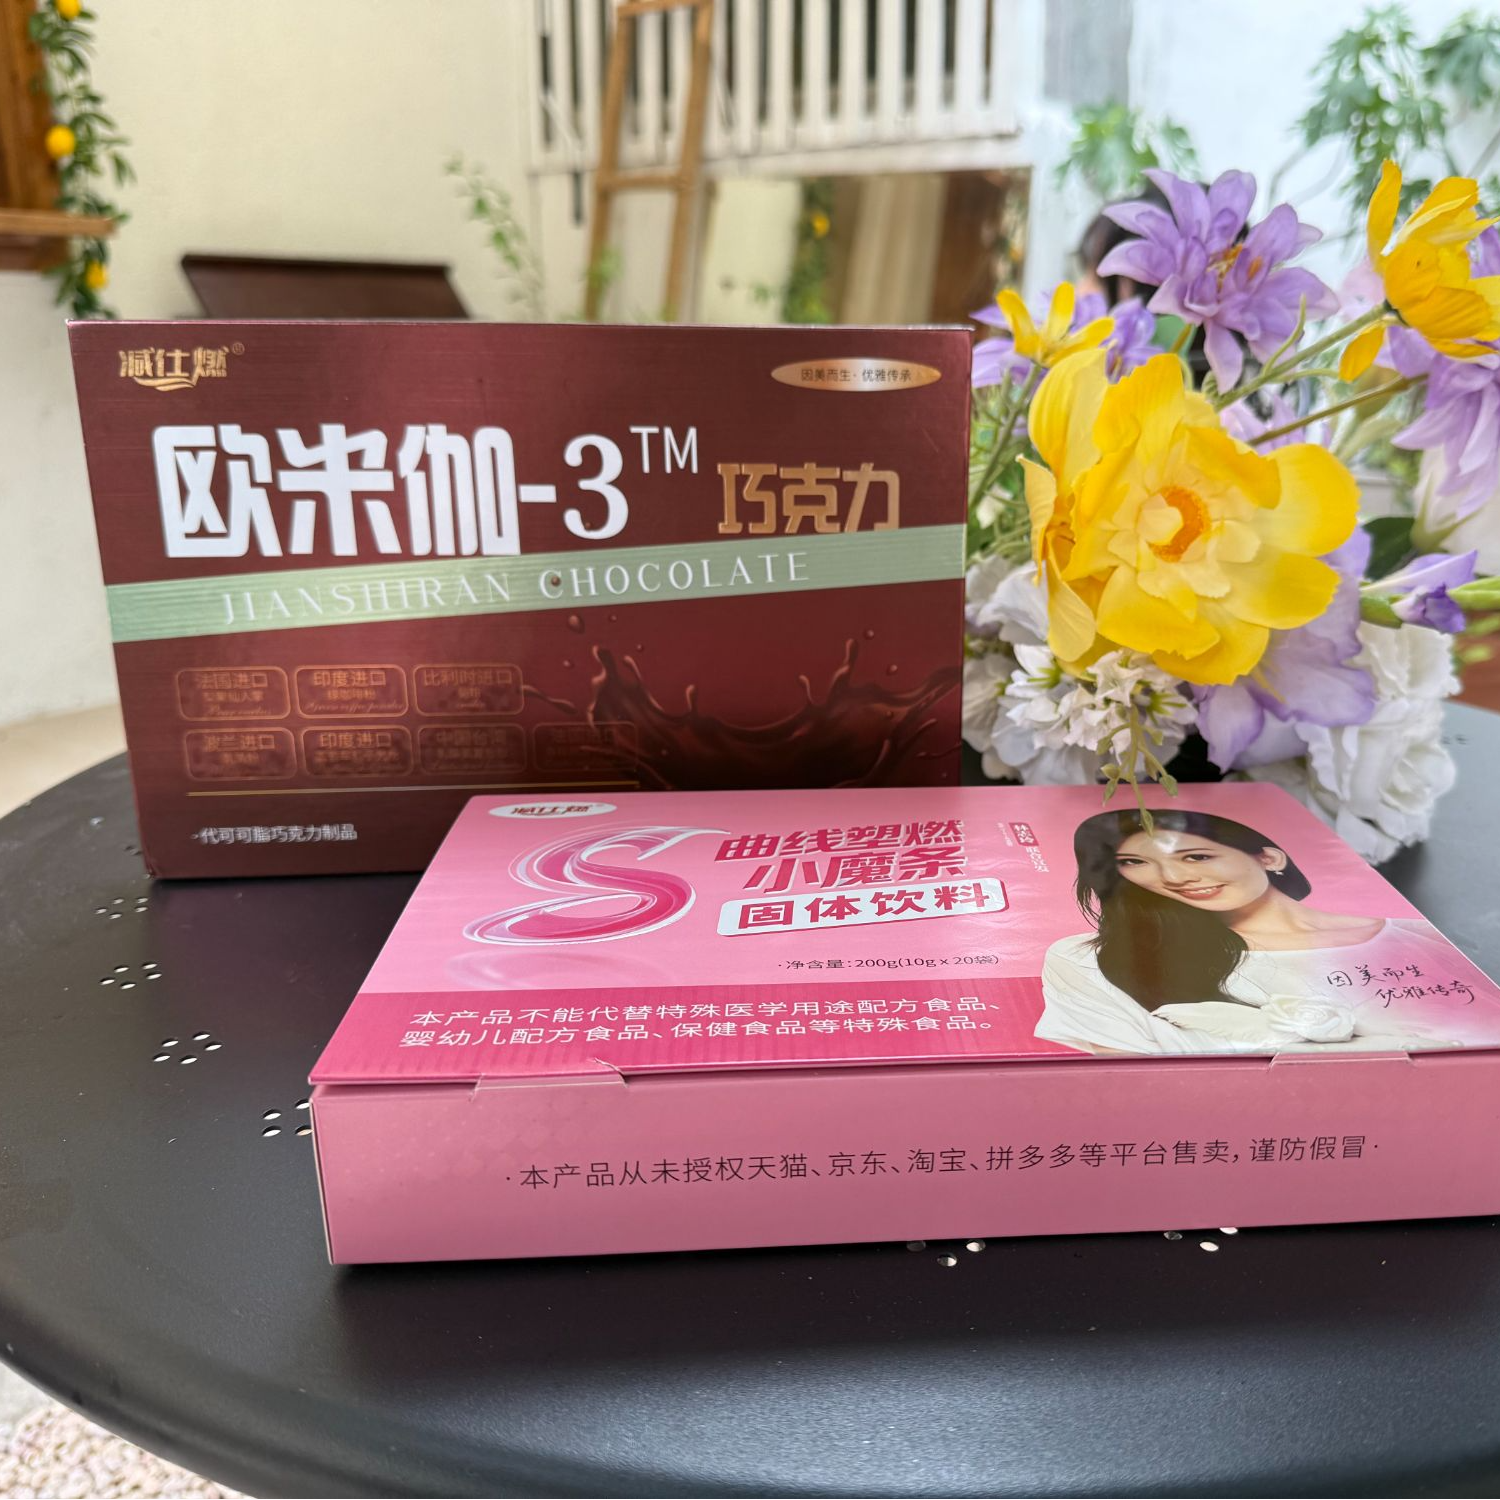 减仕燃®
因美而生·优雅传承
欧米伽-3™ 巧克力
JIANSHIRAN CHOCOLATE
法国进口 印度进口 比利时进口
绿咖啡粉
Green coffee powder
波兰进口 印度进口
·代可可脂巧克力制品
减仕燃®
曲线塑燃
小魔条
固体饮料
·净含量:200g(10g×20袋)
本产品不能代替特殊医学用途配方食品、
婴幼儿配方食品、保健食品等特殊食品。
因美而生
优雅传奇
·本产品从未授权天猫、京东、淘宝、拼多多等平台售卖,谨防假冒·